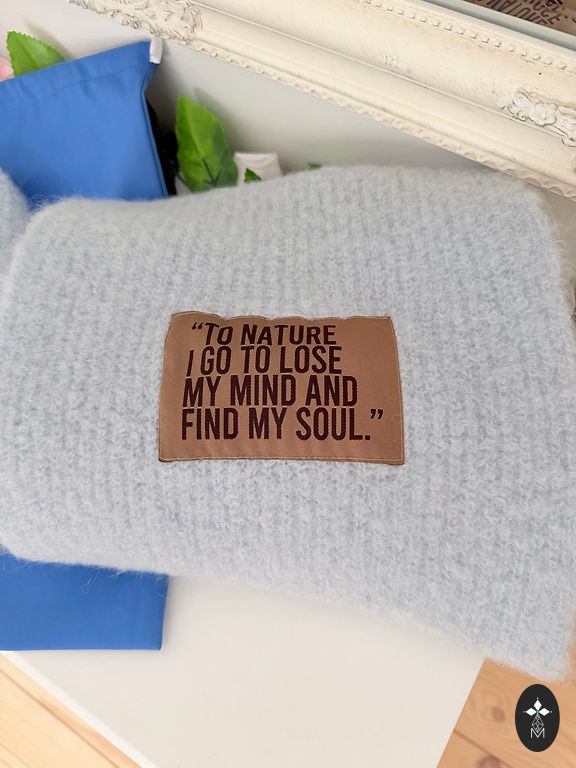 “TO NATURE
I GO TO LOSE
MY MIND AND
FIND MY SOUL.”
M